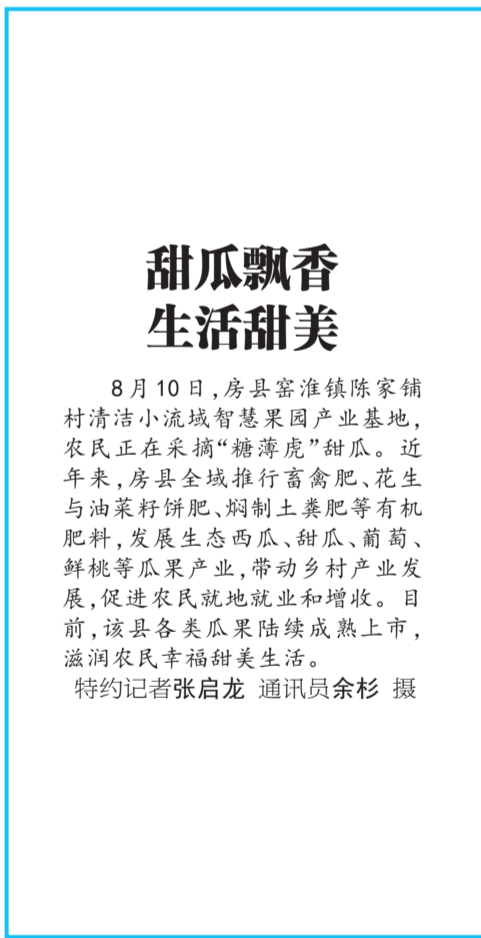 甜瓜飘香
生活甜美
8月10日,房县窑淮镇陈家铺
村清洁小流域智慧果园产业基地,
农民正在采摘“糖薄虎”甜瓜。近
年来,房县全域推行畜禽肥、花生
与油菜籽饼肥、焖制土粪肥等有机
肥料,发展生态西瓜、甜瓜、葡萄、
鲜桃等瓜果产业,带动乡村产业发
展,促进农民就地就业和增收。目
前,该县各类瓜果陆续成熟上市,
滋润农民幸福甜美生活。
特约记者张启龙 通讯员余杉 摄